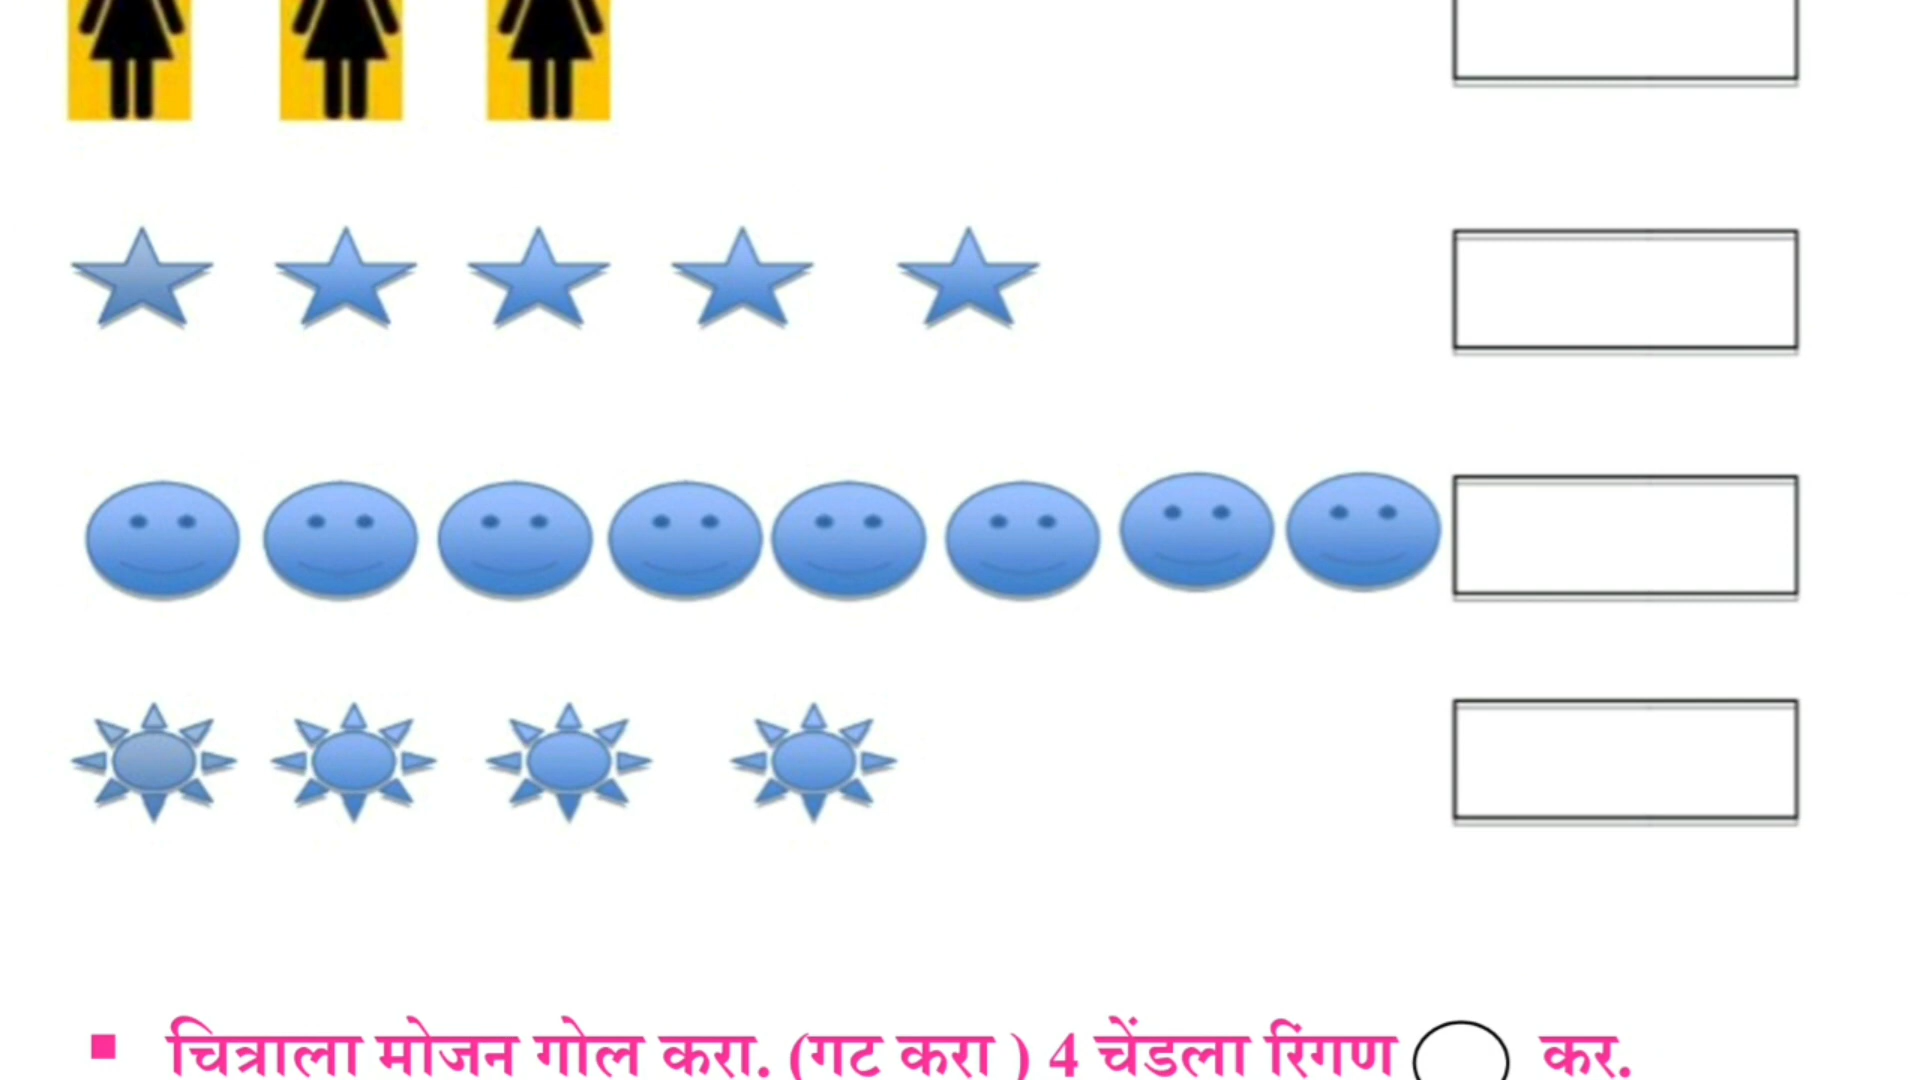 ▪ चित्राला मोजन गोल करा. (गट करा ) 4 चेंडला रिंगण कर.